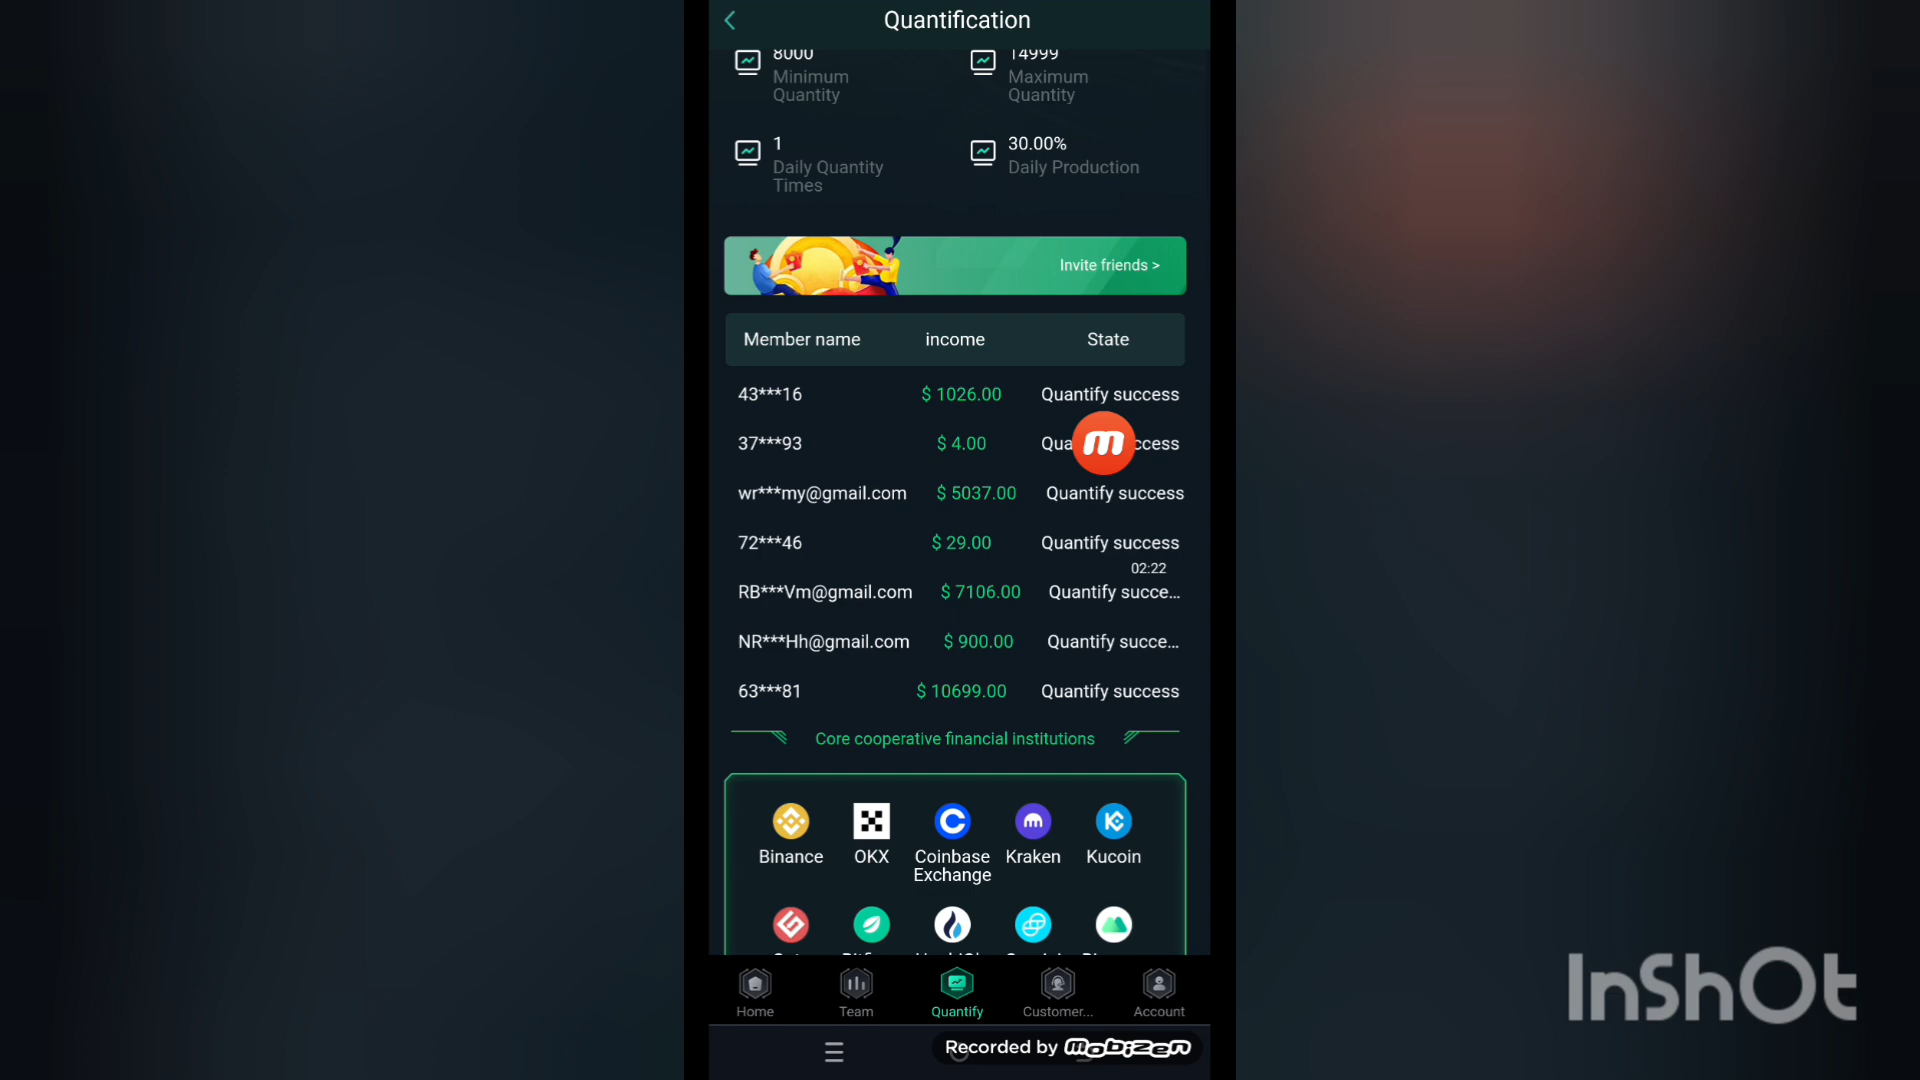 Quantification
8000
14999
Minimum
Quantity
Maximum
Quantity
1
30.00%
Daily Quantity
Times
Daily Production
Invite friends >
Member name income State
43***16 $ 1026.00 Quantify success
37***93 $ 4.00 Qua ccess
m
wr***my@gmail.com $ 5037.00 Quantify success
72***46 $ 29.00 Quantify success
02:22
RB***Vm@gmail.com $ 7106.00 Quantify succe...
NR***Hh@gmail.com $ 900.00 Quantify succe...
63***81 $ 10699.00 Quantify success
Core cooperative financial institutions
Binance OKX Coinbase Exchange Kraken Kucoin
Home Team Quantify Customer... Account
Recorded by mobizen
InShOt